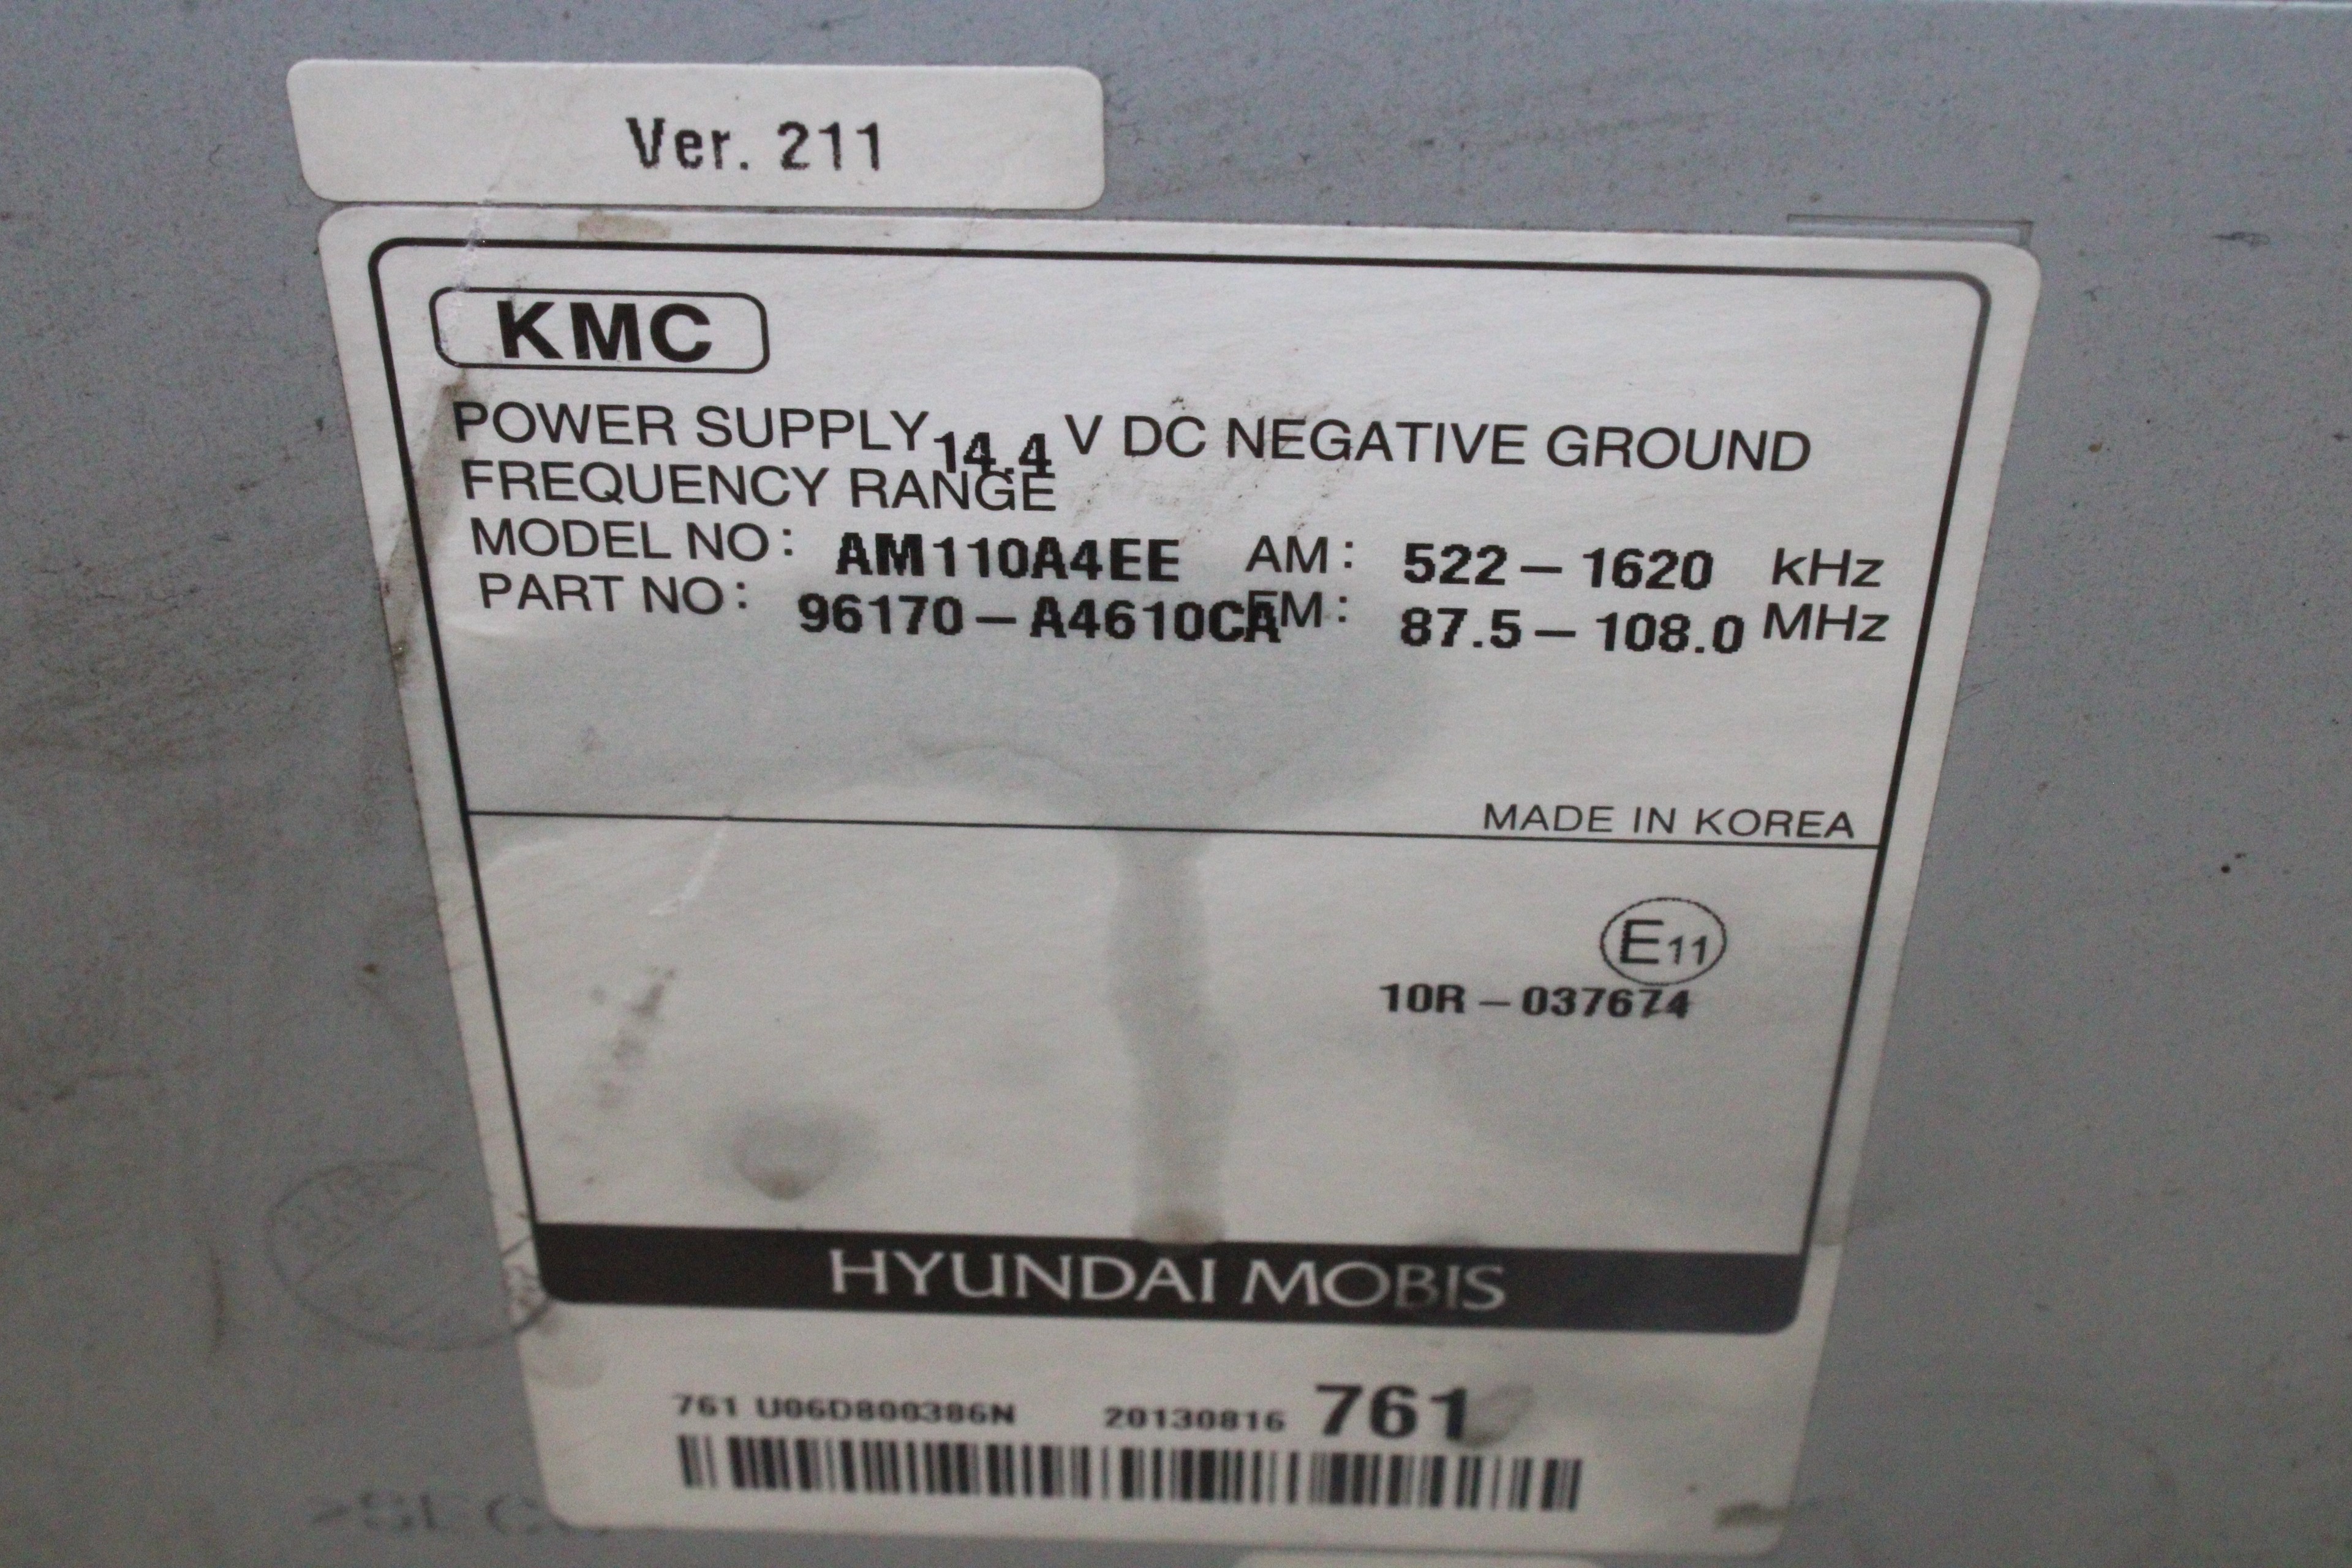 Ver. 211
KMC
POWER SUPPLY 14.4 V DC NEGATIVE GROUND
FREQUENCY RANGE
MODEL NO: AM110A4EE AM: 522-1620 kHz
PART NO: 96170-A4610CA FM: 87.5-108.0 MHz
MADE IN KOREA
E11
10R-037674
HYUNDAI MOBIS
761 U06D800386N 20130816 761